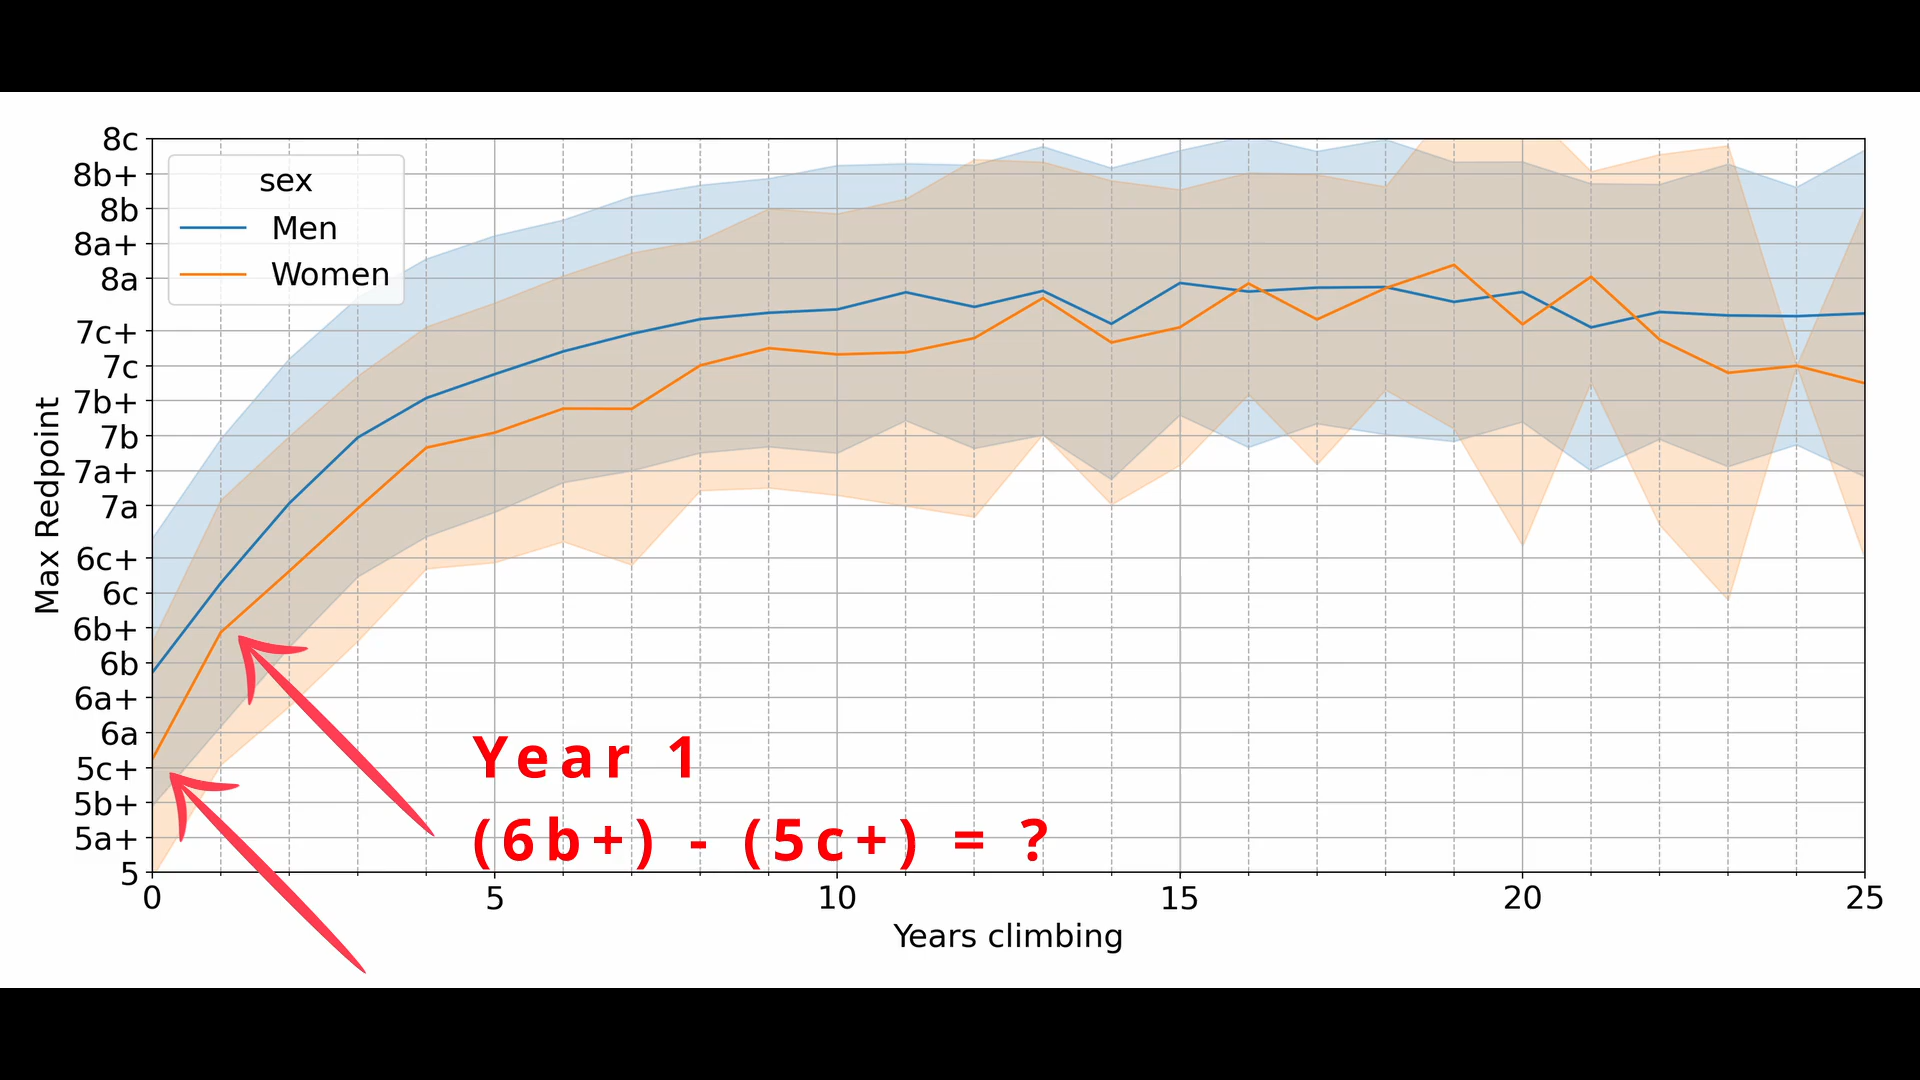 8c
8b+
8b
8a+
8a
7c+
7c
7b+
7b
7a+
7a
6c+
6c
6b+
6b
6a+
6a
5c+
5b+
5a+
5
Max Redpoint
sex
Men
Women
Year 1
(6b+) - (5c+) = ?
0 5 10 15 20 25
Years climbing